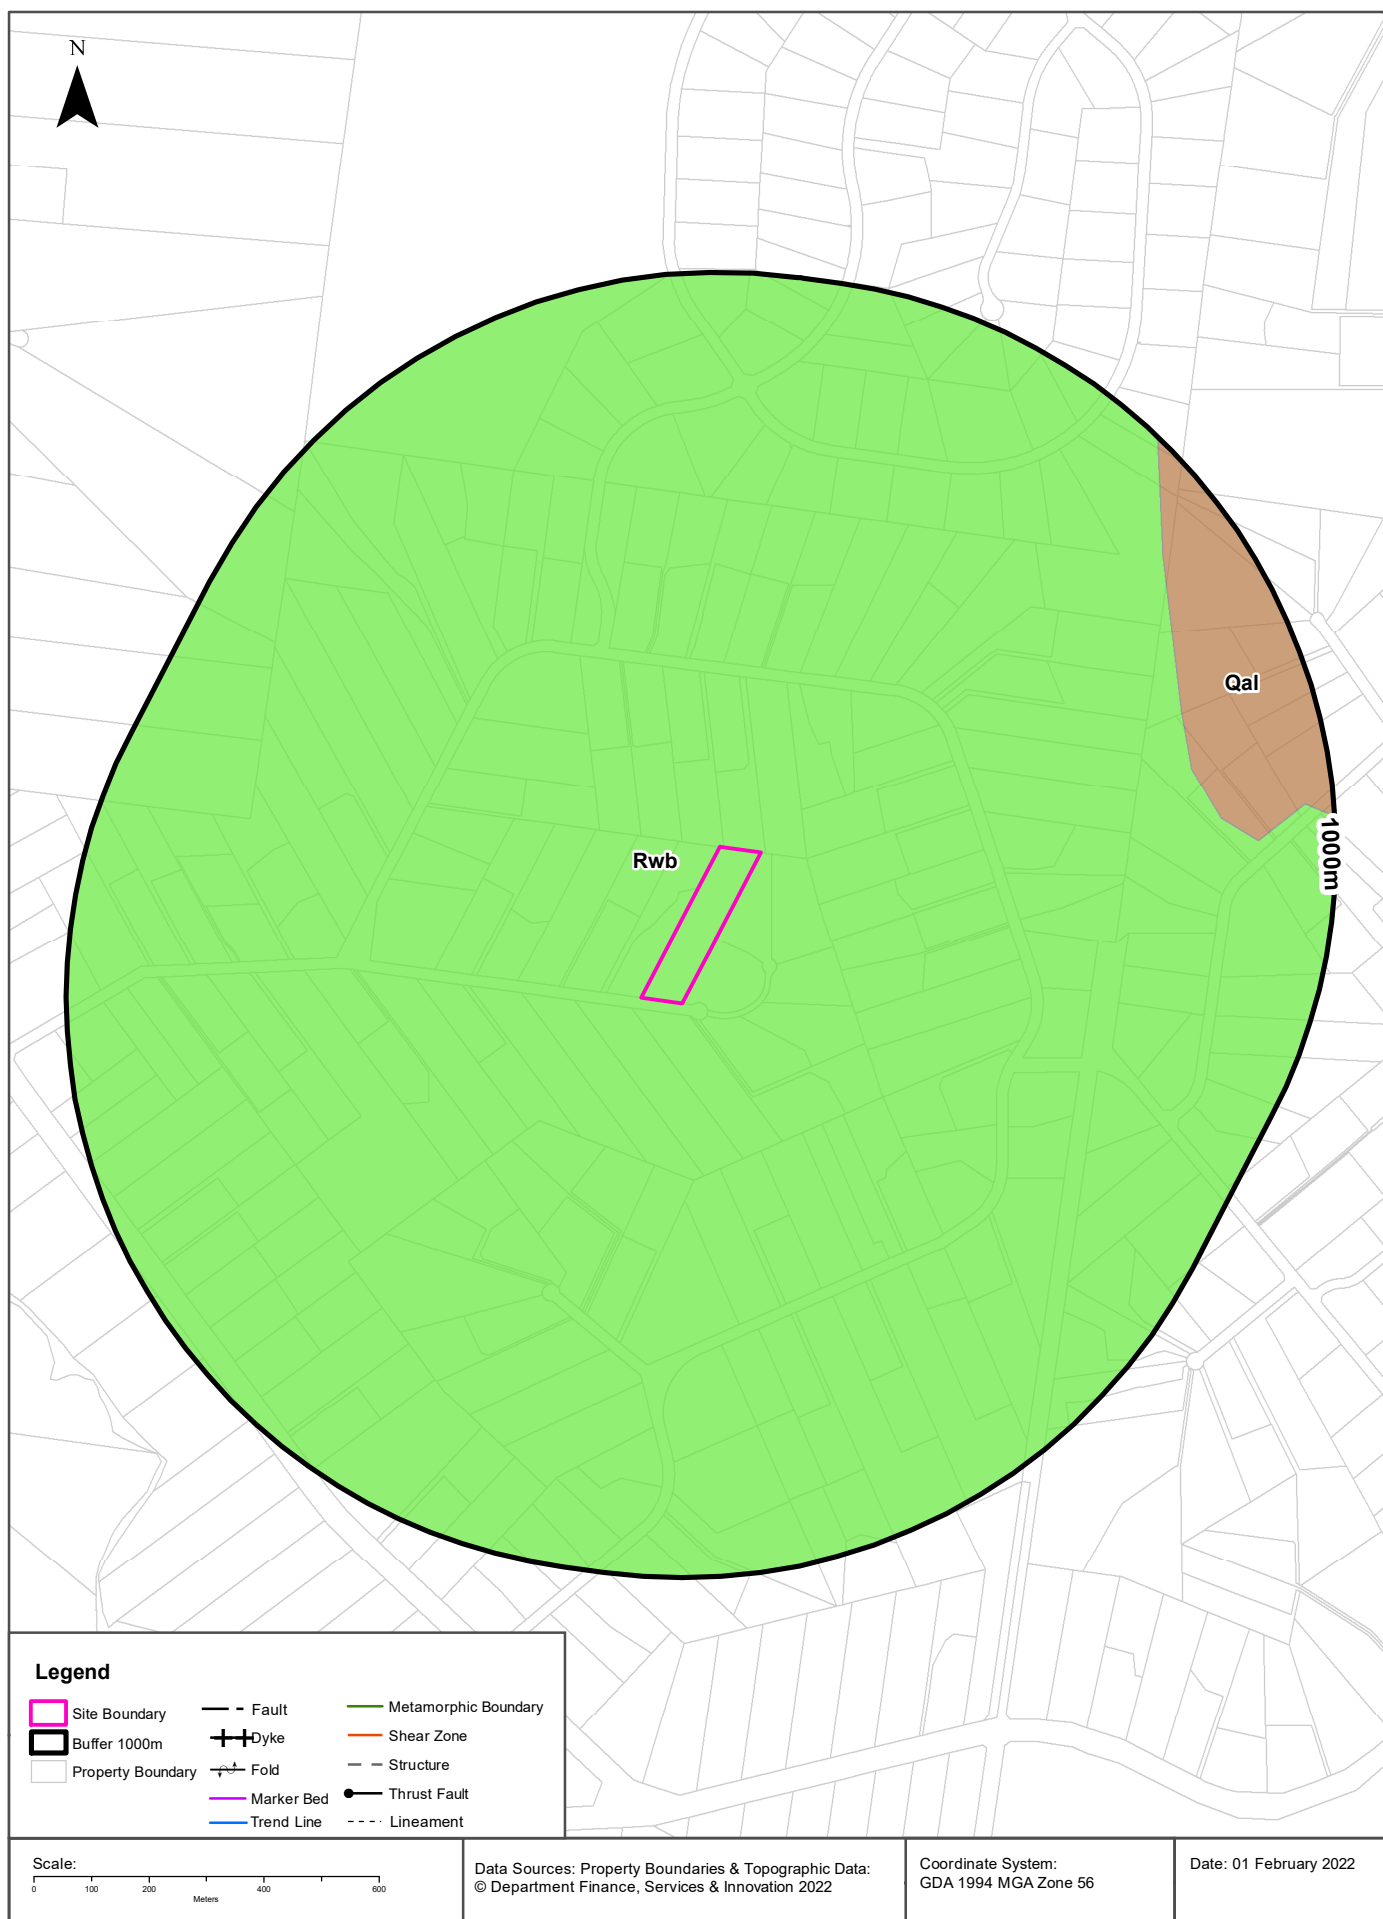 N
Qal
1000m
Rwb
Legend
Site Boundary
Buffer 1000m
Property Boundary
Fault
Dyke
Fold
Marker Bed
Trend Line
Metamorphic Boundary
Shear Zone
Structure
Thrust Fault
Lineament
Scale:
0 100 200 400 600
Meters
Data Sources: Property Boundaries & Topographic Data:
© Department Finance, Services & Innovation 2022
Coordinate System:
GDA 1994 MGA Zone 56
Date: 01 February 2022